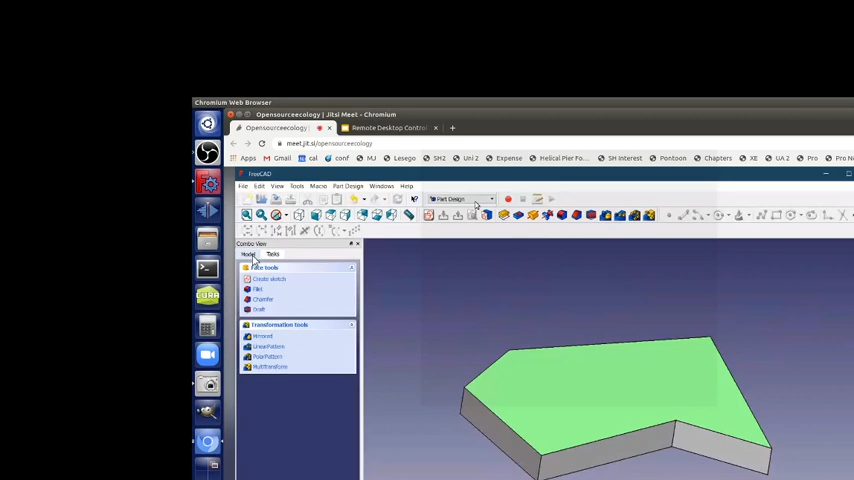 Chromium Web Browser
Opensourceecology | Jitsi Meet - Chromium
Opensourceecology
Remote Desktop Control
meet.jit.si/opensourceecology
Apps Gmail cal conf MJ Lesego SH2 Uni 2 Expense Helical Pier Fo... SH Interest Pontoon Chapters XE UA 2 Pro No
FreeCAD
File Edit View Tools Macro Part Design Windows Help
Part Design
Combo View
Model Tasks
Face tools
Create sketch
Fillet
Chamfer
Draft
Transformation tools
Mirrored
LinearPattern
PolarPattern
MultiTransform
CURA